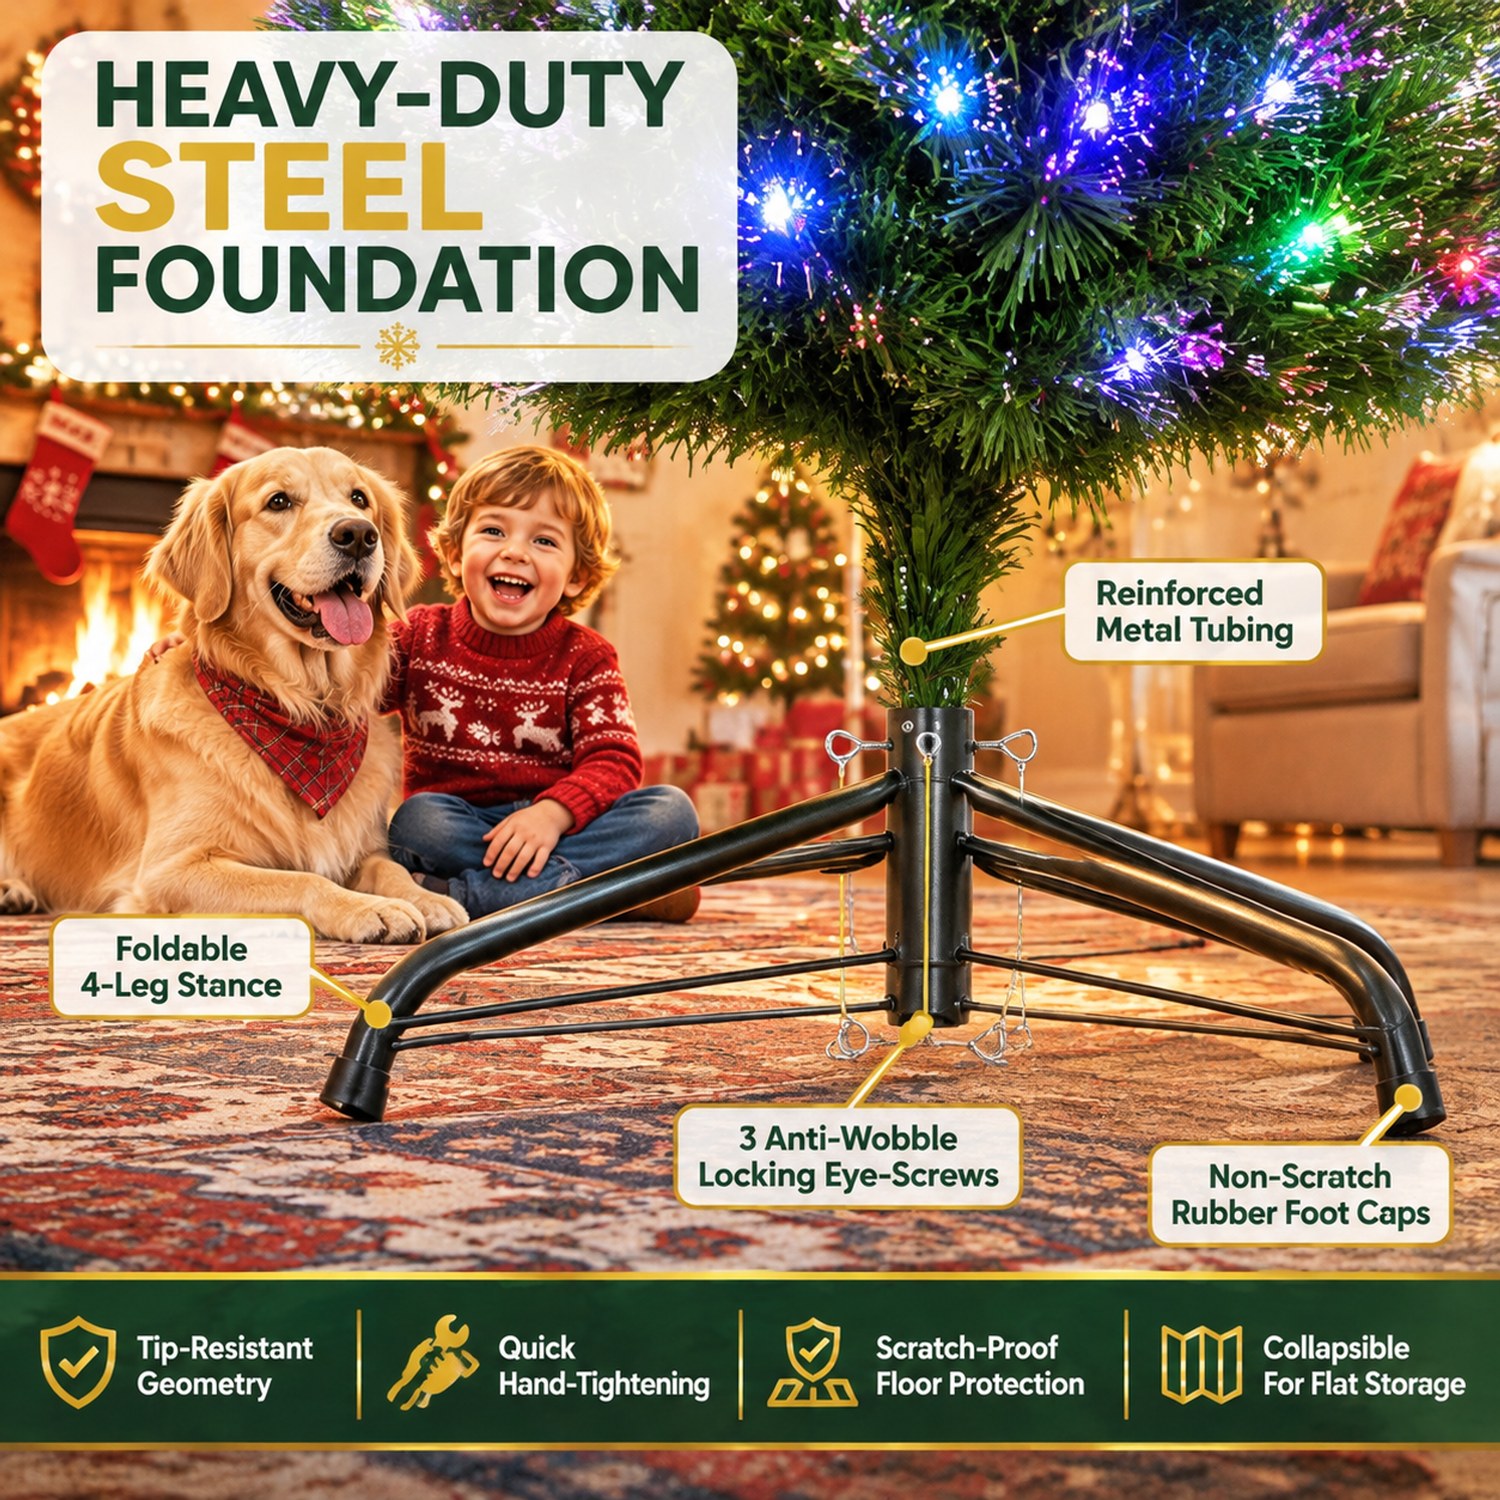 HEAVY-DUTY
STEEL
FOUNDATION
Reinforced
Metal Tubing
Foldable
4-Leg Stance
3 Anti-Wobble
Locking Eye-Screws
Non-Scratch
Rubber Foot Caps
Tip-Resistant
Geometry
Quick
Hand-Tightening
Scratch-Proof
Floor Protection
Collapsible
For Flat Storage